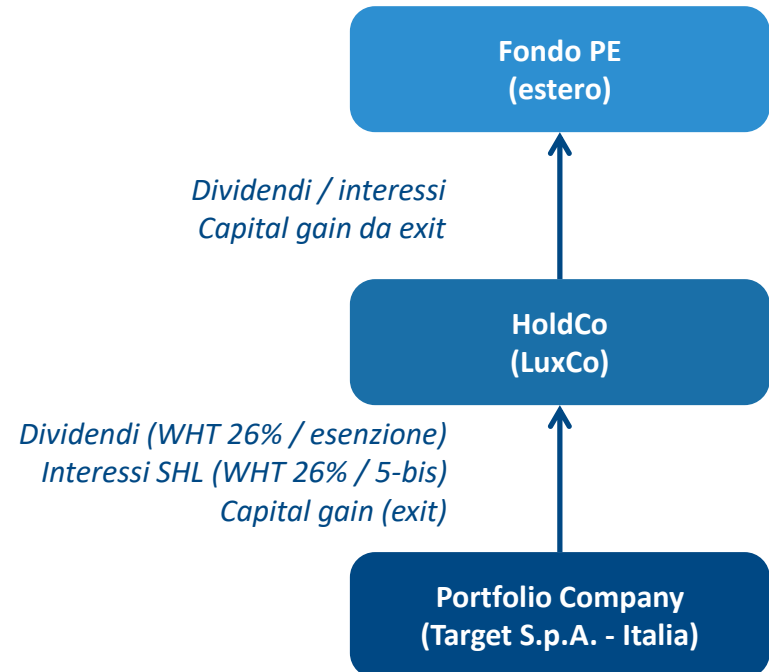 Fondo PE
(estero)
Dividendi / interessi
Capital gain da exit
HoldCo
(LuxCo)
Dividendi (WHT 26% / esenzione)
Interessi SHL (WHT 26% / 5-bis)
Capital gain (exit)
Portfolio Company
(Target S.p.A. - Italia)